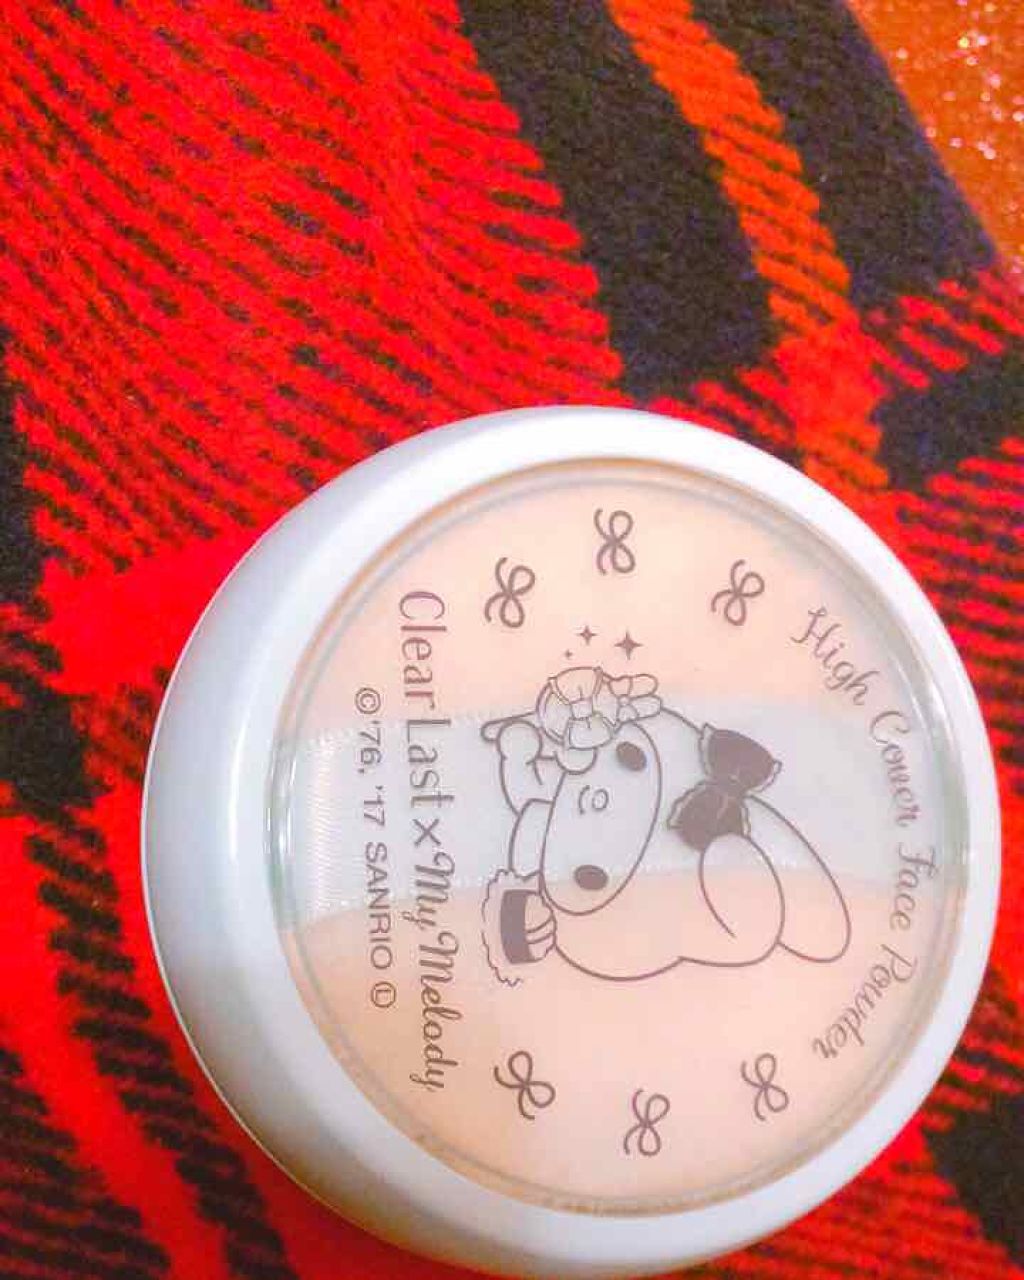 High Cover Face Powder
Clear Last x My Melody
©'76, '17 SANRIO Ⓛ